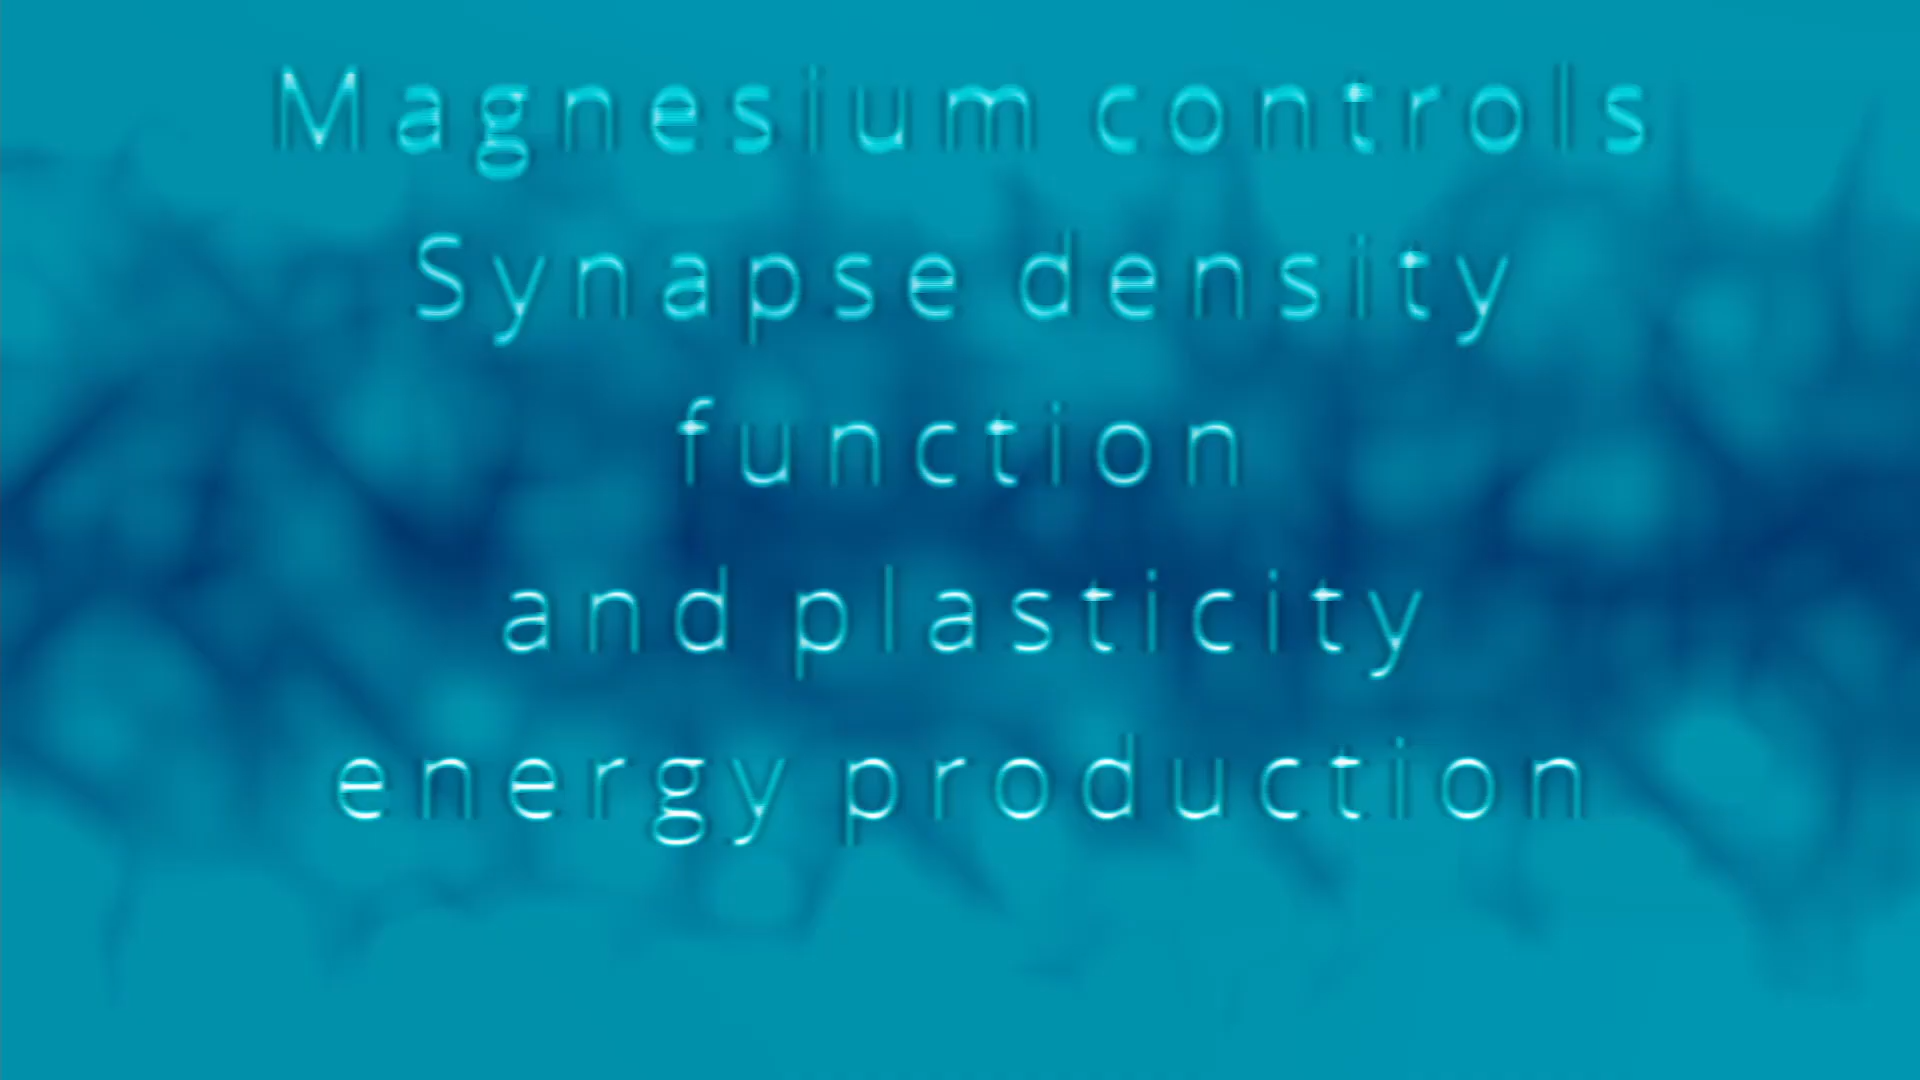 Magnesium controls
Synapse density
function
and plasticity
energy production